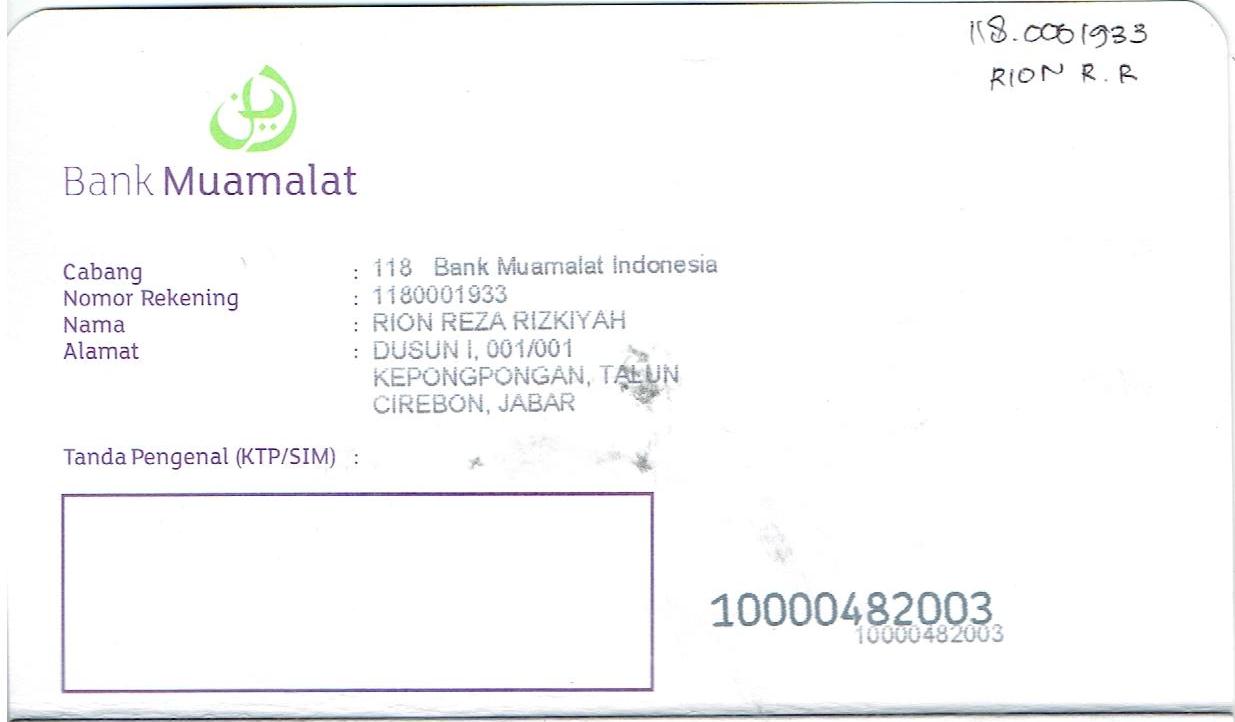 118.0001933
RION R. R
Bank Muamalat
Cabang : 118 Bank Muamalat Indonesia
Nomor Rekening : 1180001933
Nama : RION REZA RIZKIYAH
Alamat : DUSUN I, 001/001
KEPONGPONGAN, TALUN
CIREBON, JABAR
Tanda Pengenal (KTP/SIM) :
10000482003
10000482003